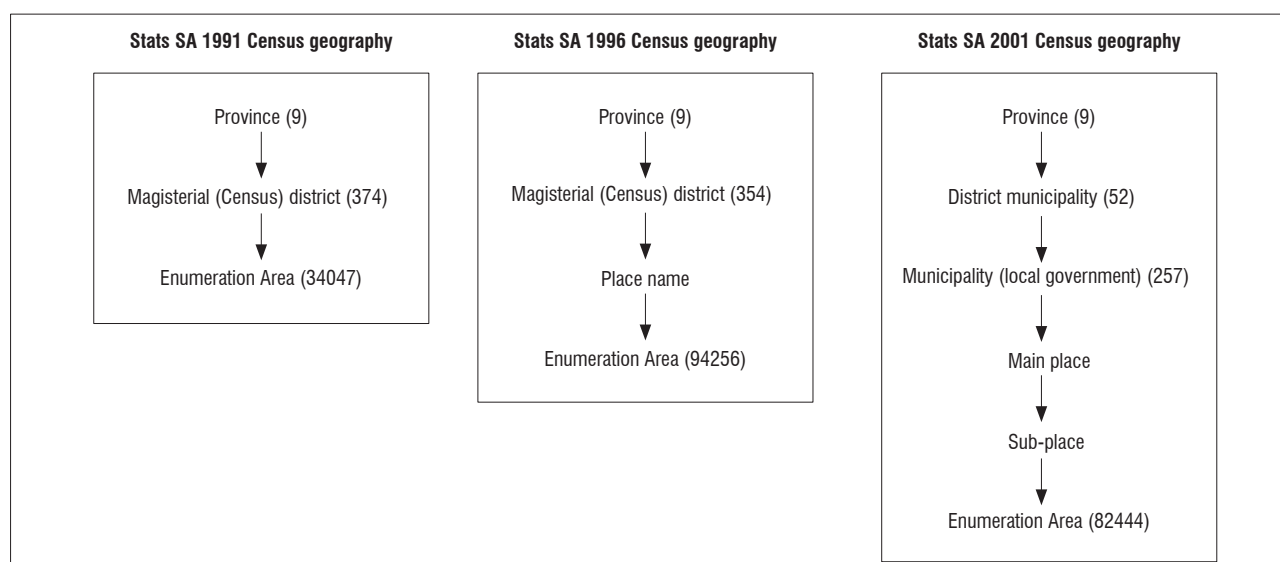 Stats SA 1991 Census geography
Province (9)
Magisterial (Census) district (374)
Enumeration Area (34047)
Stats SA 1996 Census geography
Province (9)
Magisterial (Census) district (354)
Place name
Enumeration Area (94256)
Stats SA 2001 Census geography
Province (9)
District municipality (52)
Municipality (local government) (257)
Main place
Sub-place
Enumeration Area (82444)